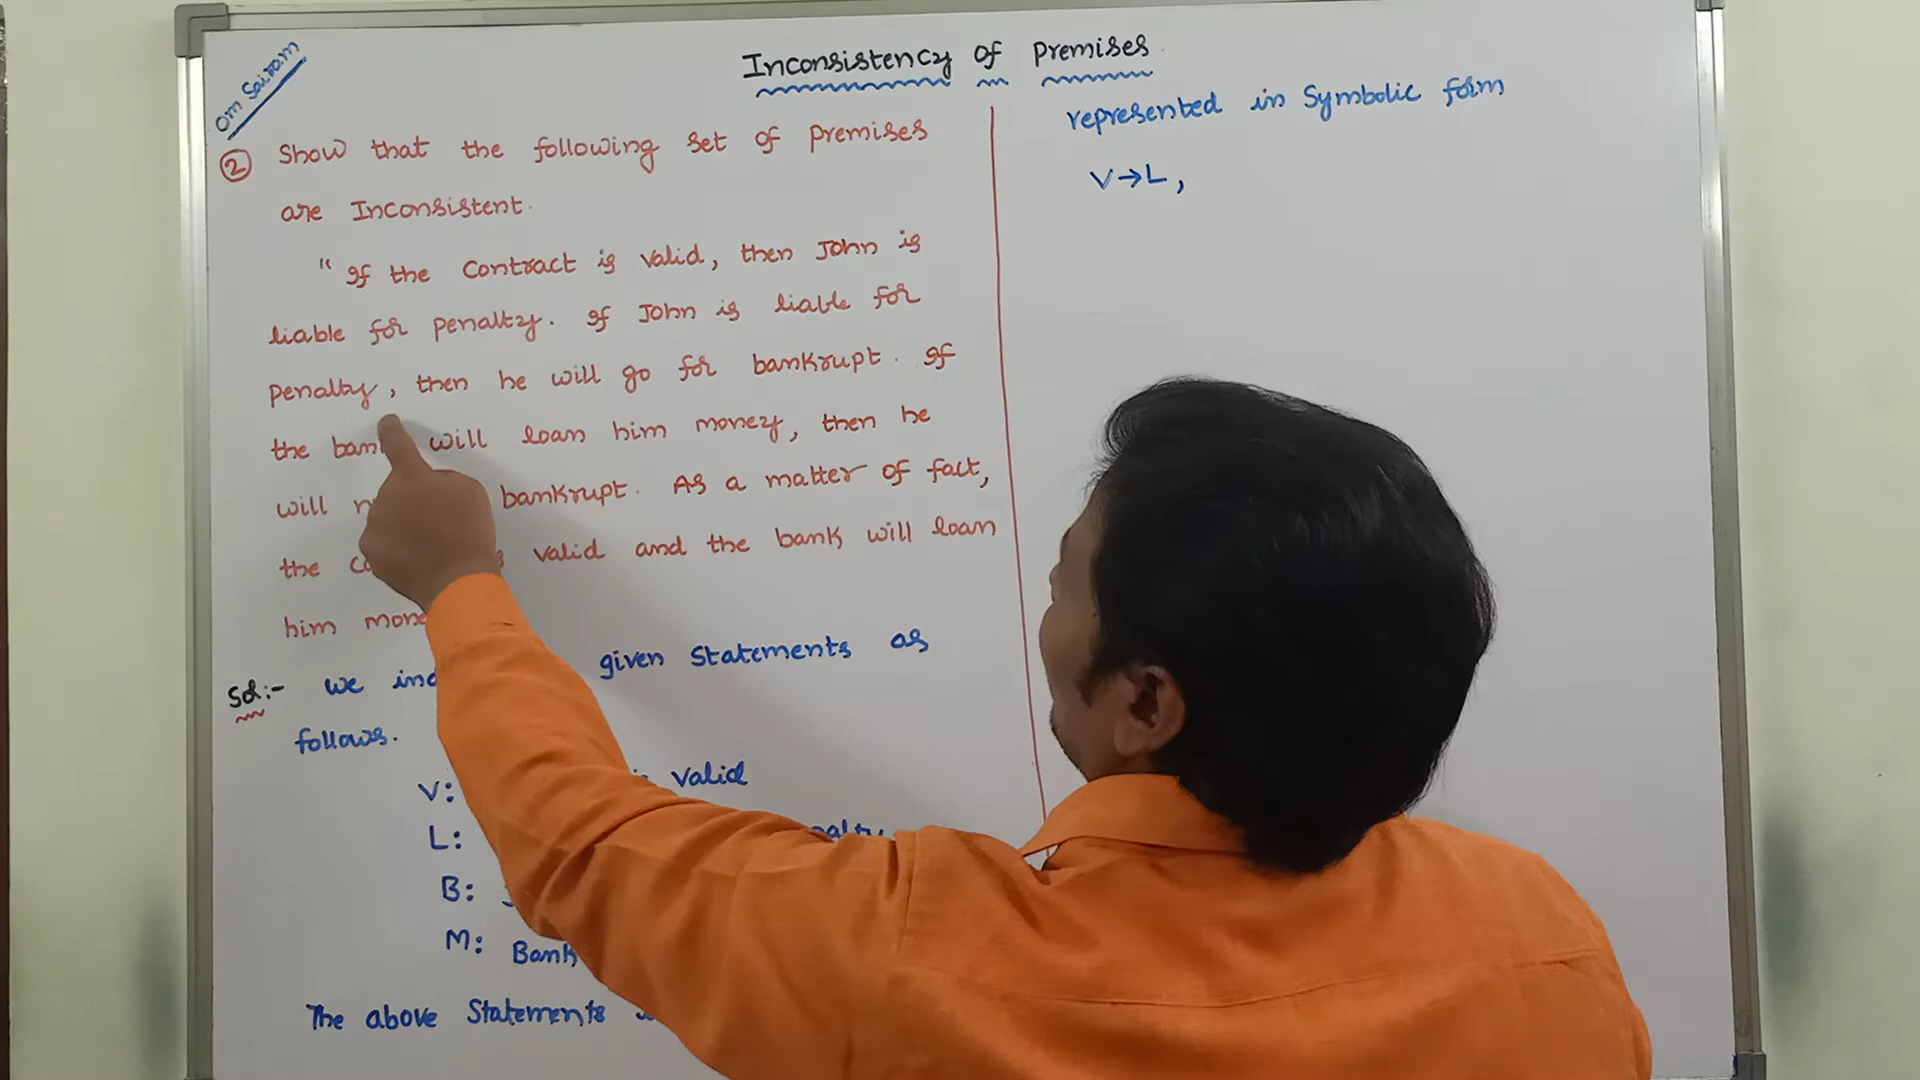 Om Sairam
Inconsistency of Premises
② Show that the following set of Premises
are Inconsistent.
" If the Contract is valid, then John is
liable for Penalty. If John is liable for
Penalty, then he will go for bankrupt. If
the bank will loan him money, then he
will bankrupt. As a matter of fact,
the valid and the bank will loan
him
Sol:- We given Statements as
follows.
V: valid
L:
B:
M: Bank
The above Statements
represented in Symbolic form
V→L,